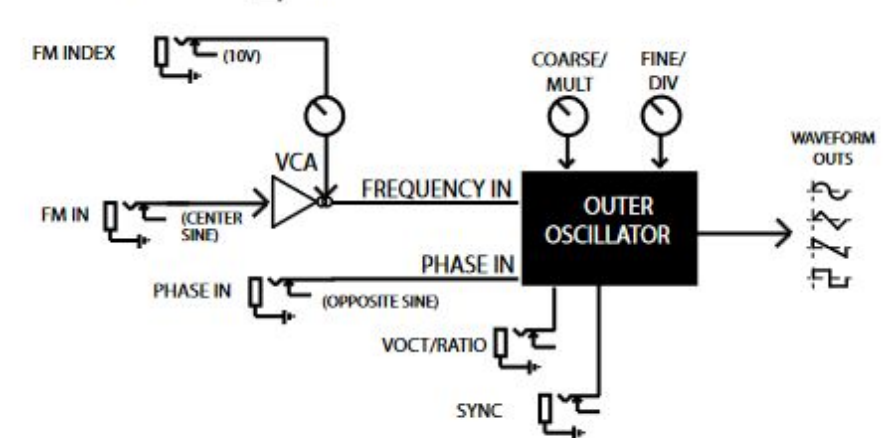 FM INDEX
(10V)
COARSE/
MULT
FINE/
DIV
WAVEFORM
OUTS
VCA
FREQUENCY IN
FM IN
(CENTER
SINE)
OUTER
OSCILLATOR
PHASE IN
PHASE IN
(OPPOSITE SINE)
VOCT/RATIO
SYNC